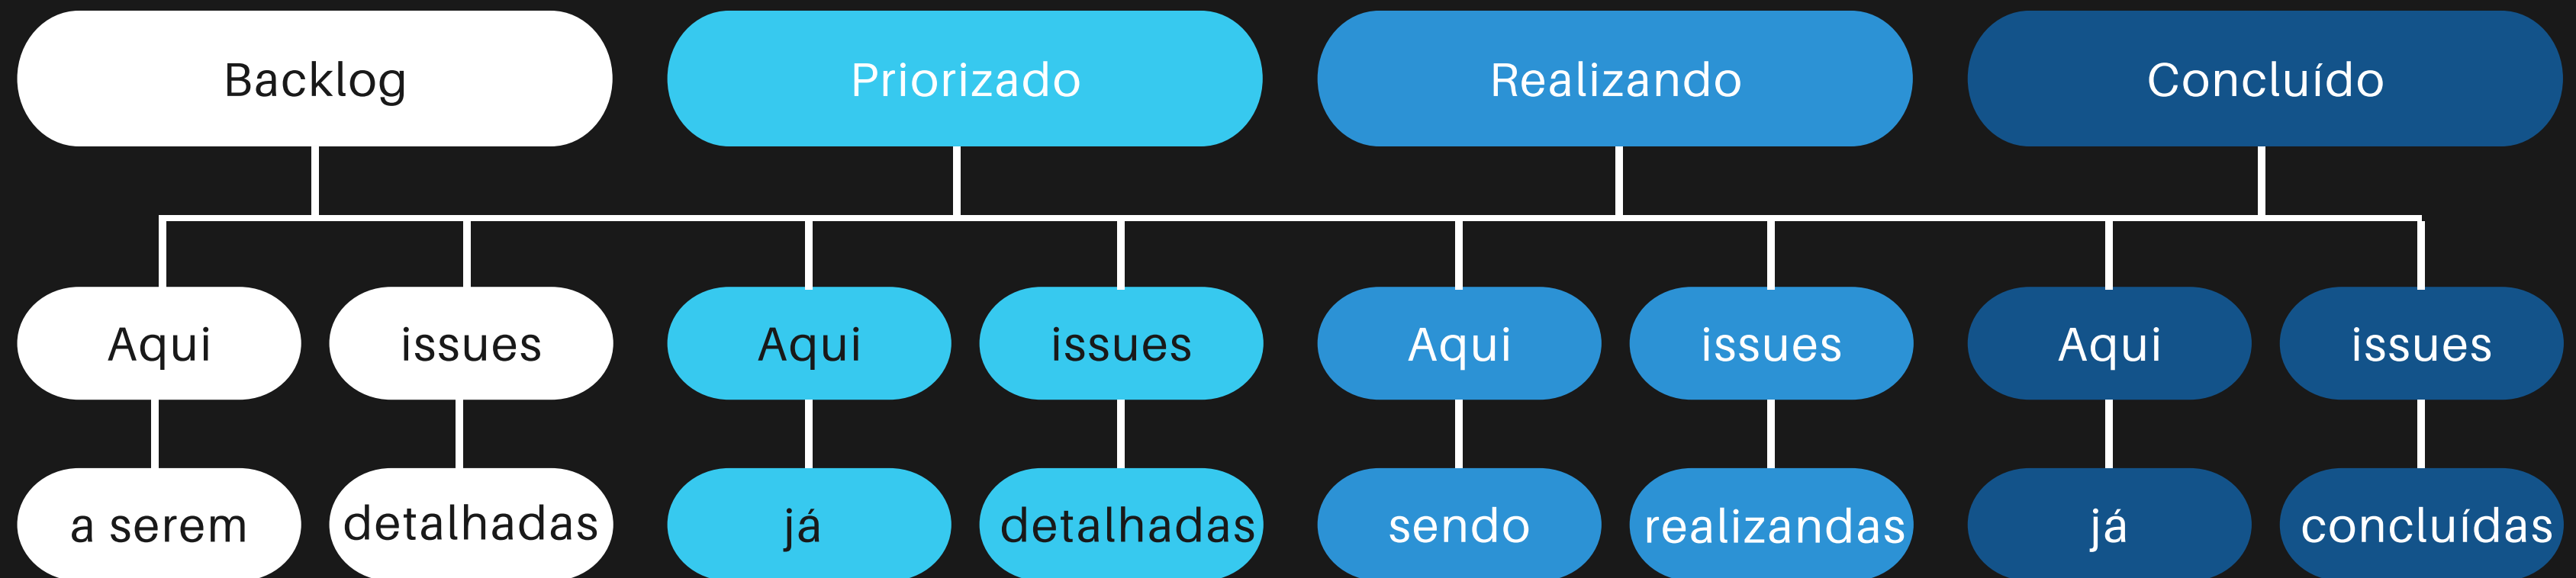 Backlog
Priorizado
Realizando
Concluído
Aqui
issues
Aqui
issues
Aqui
issues
Aqui
issues
a serem
detalhadas
já
detalhadas
sendo
realizandas
já
concluídas